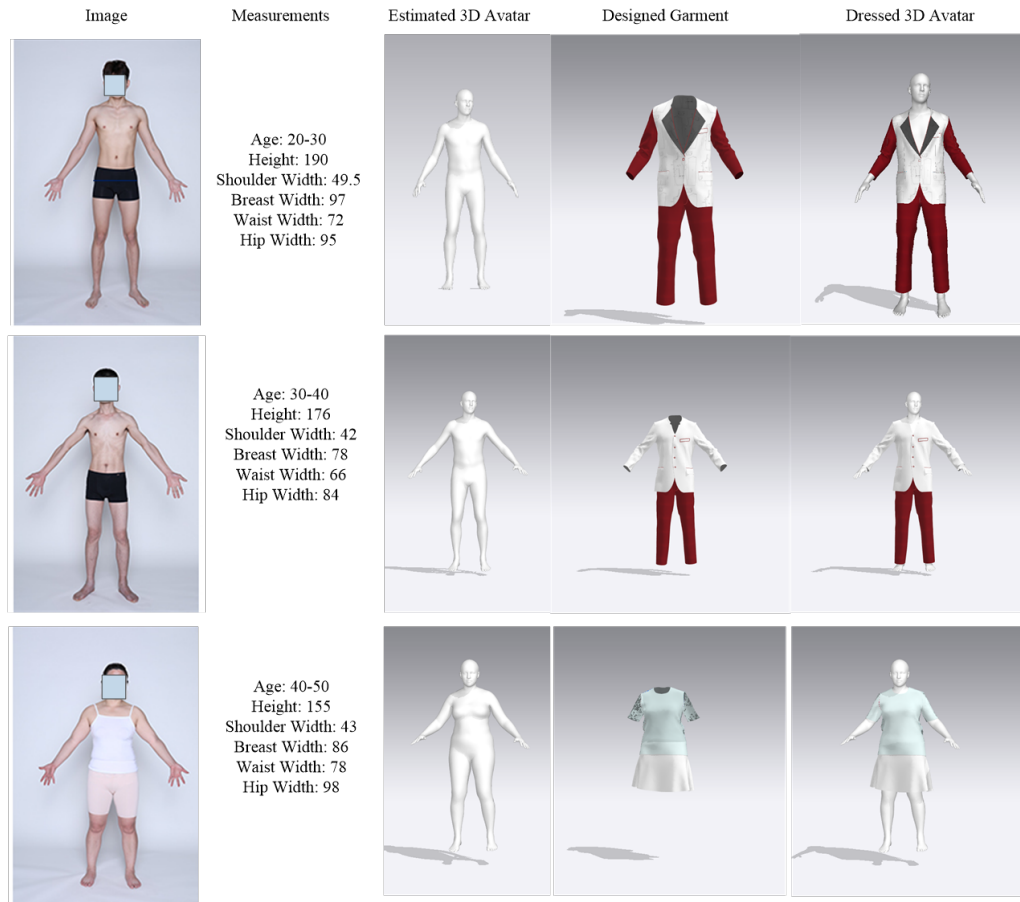 Image
Measurements
Estimated 3D Avatar
Designed Garment
Dressed 3D Avatar
Age: 20-30
Height: 190
Shoulder Width: 49.5
Breast Width: 97
Waist Width: 72
Hip Width: 95
Age: 30-40
Height: 176
Shoulder Width: 42
Breast Width: 78
Waist Width: 66
Hip Width: 84
Age: 40-50
Height: 155
Shoulder Width: 43
Breast Width: 86
Waist Width: 78
Hip Width: 98